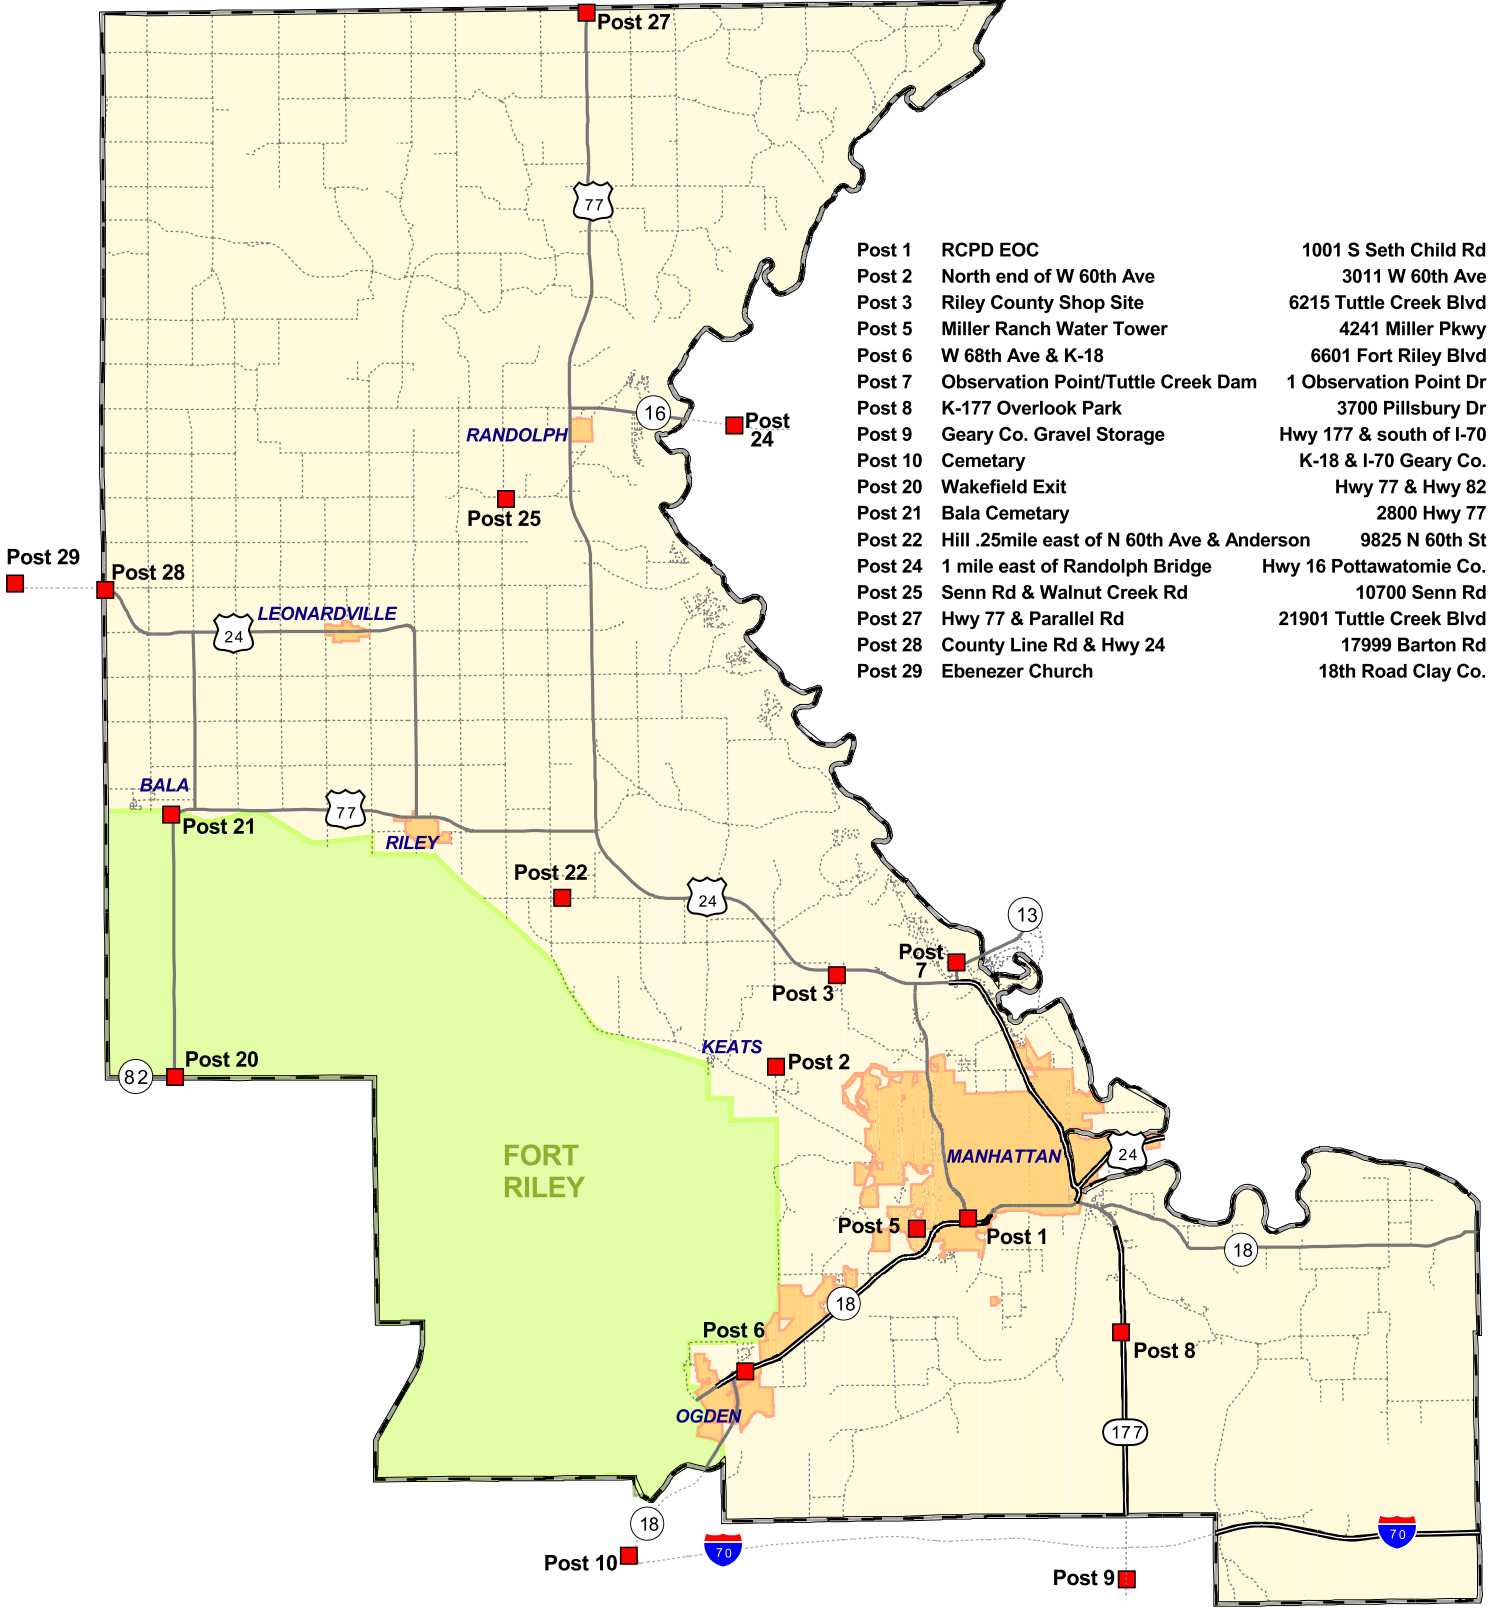 Post 27
77
Post 1 RCPD EOC 1001 S Seth Child Rd
Post 2 North end of W 60th Ave 3011 W 60th Ave
Post 3 Riley County Shop Site 6215 Tuttle Creek Blvd
Post 5 Miller Ranch Water Tower 4241 Miller Pkwy
Post 6 W 68th Ave & K-18 6601 Fort Riley Blvd
Post 7 Observation Point/Tuttle Creek Dam 1 Observation Point Dr
Post 8 K-177 Overlook Park 3700 Pillsbury Dr
Post 9 Geary Co. Gravel Storage Hwy 177 & south of I-70
Post 10 Cemetary K-18 & I-70 Geary Co.
Post 20 Wakefield Exit Hwy 77 & Hwy 82
Post 21 Bala Cemetary 2800 Hwy 77
Post 22 Hill .25mile east of N 60th Ave & Anderson 9825 N 60th St
Post 24 1 mile east of Randolph Bridge Hwy 16 Pottawatomie Co.
Post 25 Senn Rd & Walnut Creek Rd 10700 Senn Rd
Post 27 Hwy 77 & Parallel Rd 21901 Tuttle Creek Blvd
Post 28 County Line Rd & Hwy 24 17999 Barton Rd
Post 29 Ebenezer Church 18th Road Clay Co.
16
Post
24
RANDOLPH
Post 25
Post 29
Post 28
LEONARDVILLE
24
BALA
77
Post 21
RILEY
Post 22
24
13
Post
7
Post 3
KEATS
Post 2
Post 20
82
FORT
RILEY
MANHATTAN
24
Post 5
Post 1
18
18
Post 6
Post 8
OGDEN
177
18
70
70
Post 10
Post 9